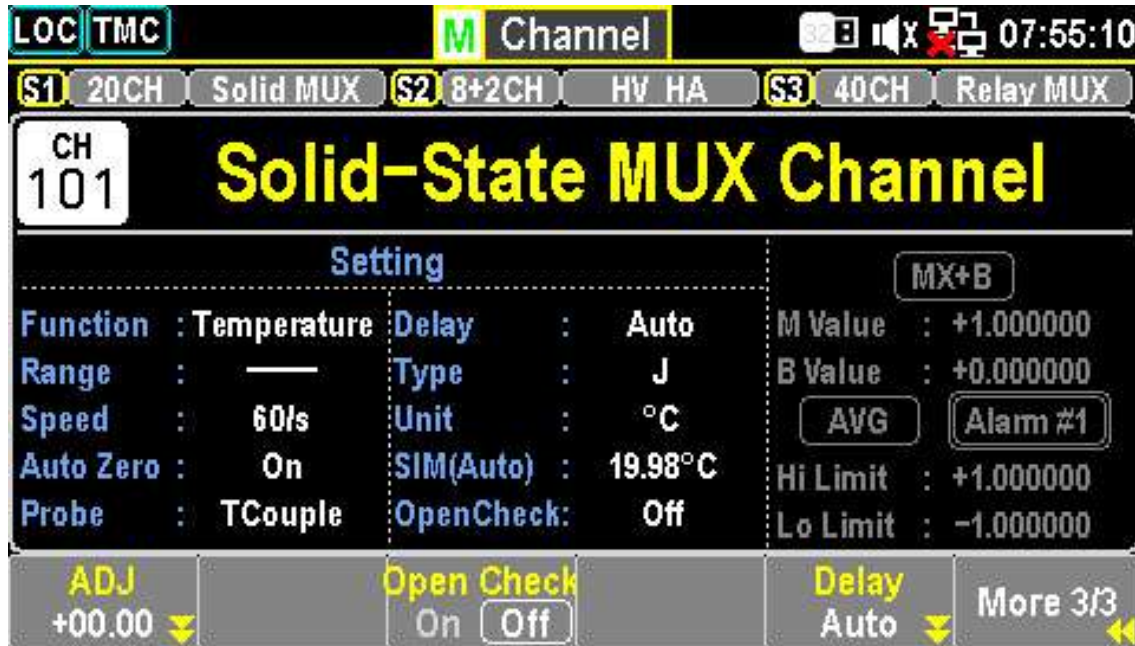 LOC TMC M Channel 32 X 07:55:10
S1 20CH Solid MUX S2 8+2CH HV HA S3 40CH Relay MUX
CH
101
Solid-State MUX Channel
Setting
Function : Temperature
Range : ——
Speed : 60/s
Auto Zero : On
Probe : TCouple
Delay : Auto
Type : J
Unit : °C
SIM(Auto) : 19.98°C
OpenCheck: Off
MX+B
M Value : +1.000000
B Value : +0.000000
AVG Alarm #1
Hi Limit : +1.000000
Lo Limit : -1.000000
ADJ
+00.00
Open Check
On Off
Delay
Auto
More 3/3